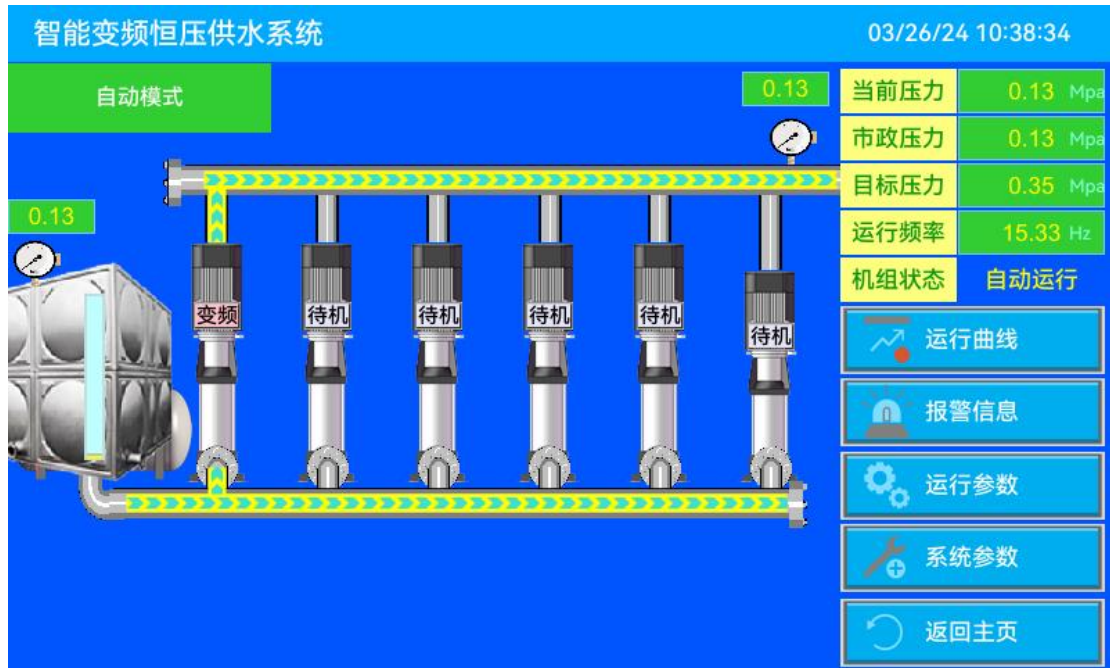 智能变频恒压供水系统
03/26/24 10:38:34
自动模式
0.13
当前压力 0.13 Mpa
市政压力 0.13 Mpa
目标压力 0.35 Mpa
0.13
运行频率 15.33 Hz
机组状态 自动运行
变频 待机 待机 待机 待机 待机
运行曲线
报警信息
运行参数
系统参数
返回主页